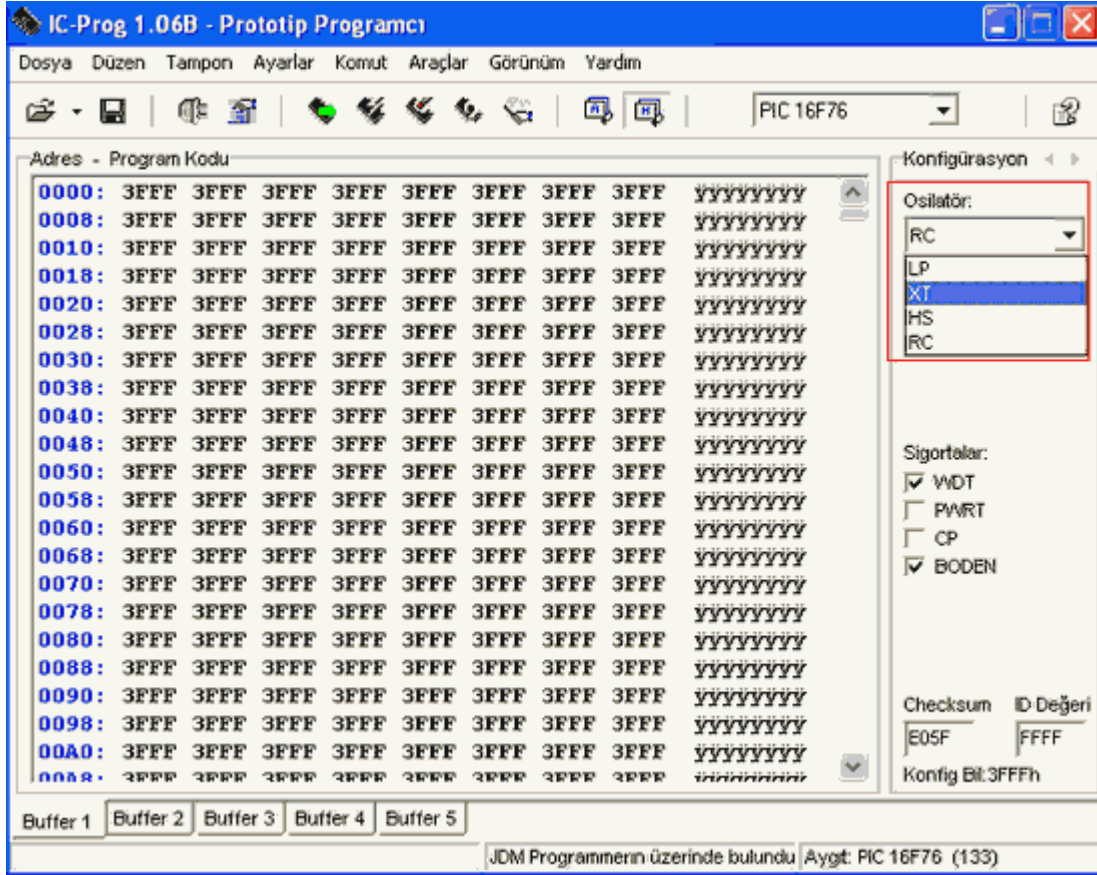 IC-Prog 1.06B - Prototip Programcı
Dosya Düzen Tampon Ayarlar Komut Araçlar Görünüm Yardım
PIC 16F76
Adres - Program Kodu
0000: 3FFF 3FFF 3FFF 3FFF 3FFF 3FFF 3FFF 3FFF ÿÿÿÿÿÿÿÿ
0008: 3FFF 3FFF 3FFF 3FFF 3FFF 3FFF 3FFF 3FFF ÿÿÿÿÿÿÿÿ
0010: 3FFF 3FFF 3FFF 3FFF 3FFF 3FFF 3FFF 3FFF ÿÿÿÿÿÿÿÿ
0018: 3FFF 3FFF 3FFF 3FFF 3FFF 3FFF 3FFF 3FFF ÿÿÿÿÿÿÿÿ
0020: 3FFF 3FFF 3FFF 3FFF 3FFF 3FFF 3FFF 3FFF ÿÿÿÿÿÿÿÿ
0028: 3FFF 3FFF 3FFF 3FFF 3FFF 3FFF 3FFF 3FFF ÿÿÿÿÿÿÿÿ
0030: 3FFF 3FFF 3FFF 3FFF 3FFF 3FFF 3FFF 3FFF ÿÿÿÿÿÿÿÿ
0038: 3FFF 3FFF 3FFF 3FFF 3FFF 3FFF 3FFF 3FFF ÿÿÿÿÿÿÿÿ
0040: 3FFF 3FFF 3FFF 3FFF 3FFF 3FFF 3FFF 3FFF ÿÿÿÿÿÿÿÿ
0048: 3FFF 3FFF 3FFF 3FFF 3FFF 3FFF 3FFF 3FFF ÿÿÿÿÿÿÿÿ
0050: 3FFF 3FFF 3FFF 3FFF 3FFF 3FFF 3FFF 3FFF ÿÿÿÿÿÿÿÿ
0058: 3FFF 3FFF 3FFF 3FFF 3FFF 3FFF 3FFF 3FFF ÿÿÿÿÿÿÿÿ
0060: 3FFF 3FFF 3FFF 3FFF 3FFF 3FFF 3FFF 3FFF ÿÿÿÿÿÿÿÿ
0068: 3FFF 3FFF 3FFF 3FFF 3FFF 3FFF 3FFF 3FFF ÿÿÿÿÿÿÿÿ
0070: 3FFF 3FFF 3FFF 3FFF 3FFF 3FFF 3FFF 3FFF ÿÿÿÿÿÿÿÿ
0078: 3FFF 3FFF 3FFF 3FFF 3FFF 3FFF 3FFF 3FFF ÿÿÿÿÿÿÿÿ
0080: 3FFF 3FFF 3FFF 3FFF 3FFF 3FFF 3FFF 3FFF ÿÿÿÿÿÿÿÿ
0088: 3FFF 3FFF 3FFF 3FFF 3FFF 3FFF 3FFF 3FFF ÿÿÿÿÿÿÿÿ
0090: 3FFF 3FFF 3FFF 3FFF 3FFF 3FFF 3FFF 3FFF ÿÿÿÿÿÿÿÿ
0098: 3FFF 3FFF 3FFF 3FFF 3FFF 3FFF 3FFF 3FFF ÿÿÿÿÿÿÿÿ
00A0: 3FFF 3FFF 3FFF 3FFF 3FFF 3FFF 3FFF 3FFF ÿÿÿÿÿÿÿÿ
00A8: 3FFF 3FFF 3FFF 3FFF 3FFF 3FFF 3FFF 3FFF ÿÿÿÿÿÿÿÿ
Konfigürasyon
Osilatör:
RC
LP
XT
HS
RC
Sigortalar:
WDT
PWRT
CP
BODEN
Checksum ID Değeri
E05F FFFF
Konfig Bil:3FFFh
Buffer 1 Buffer 2 Buffer 3 Buffer 4 Buffer 5
JDM Programmerın üzerinde bulundu Aygıt: PIC 16F76 (133)